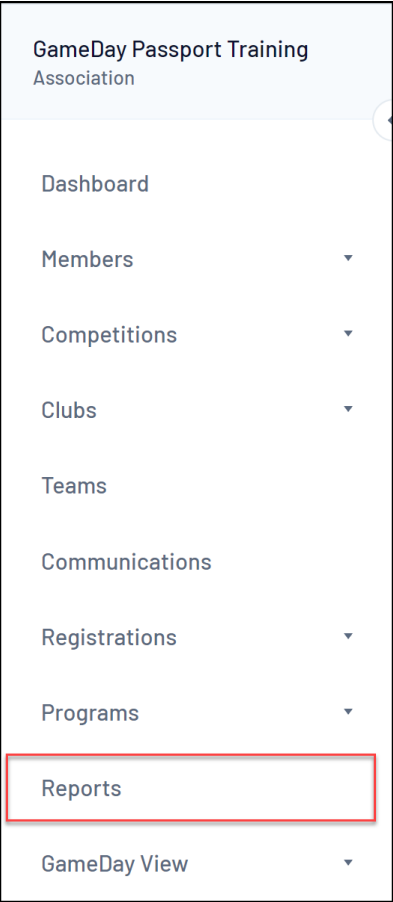 GameDay Passport Training
Association
Dashboard
Members
Competitions
Clubs
Teams
Communications
Registrations
Programs
Reports
GameDay View